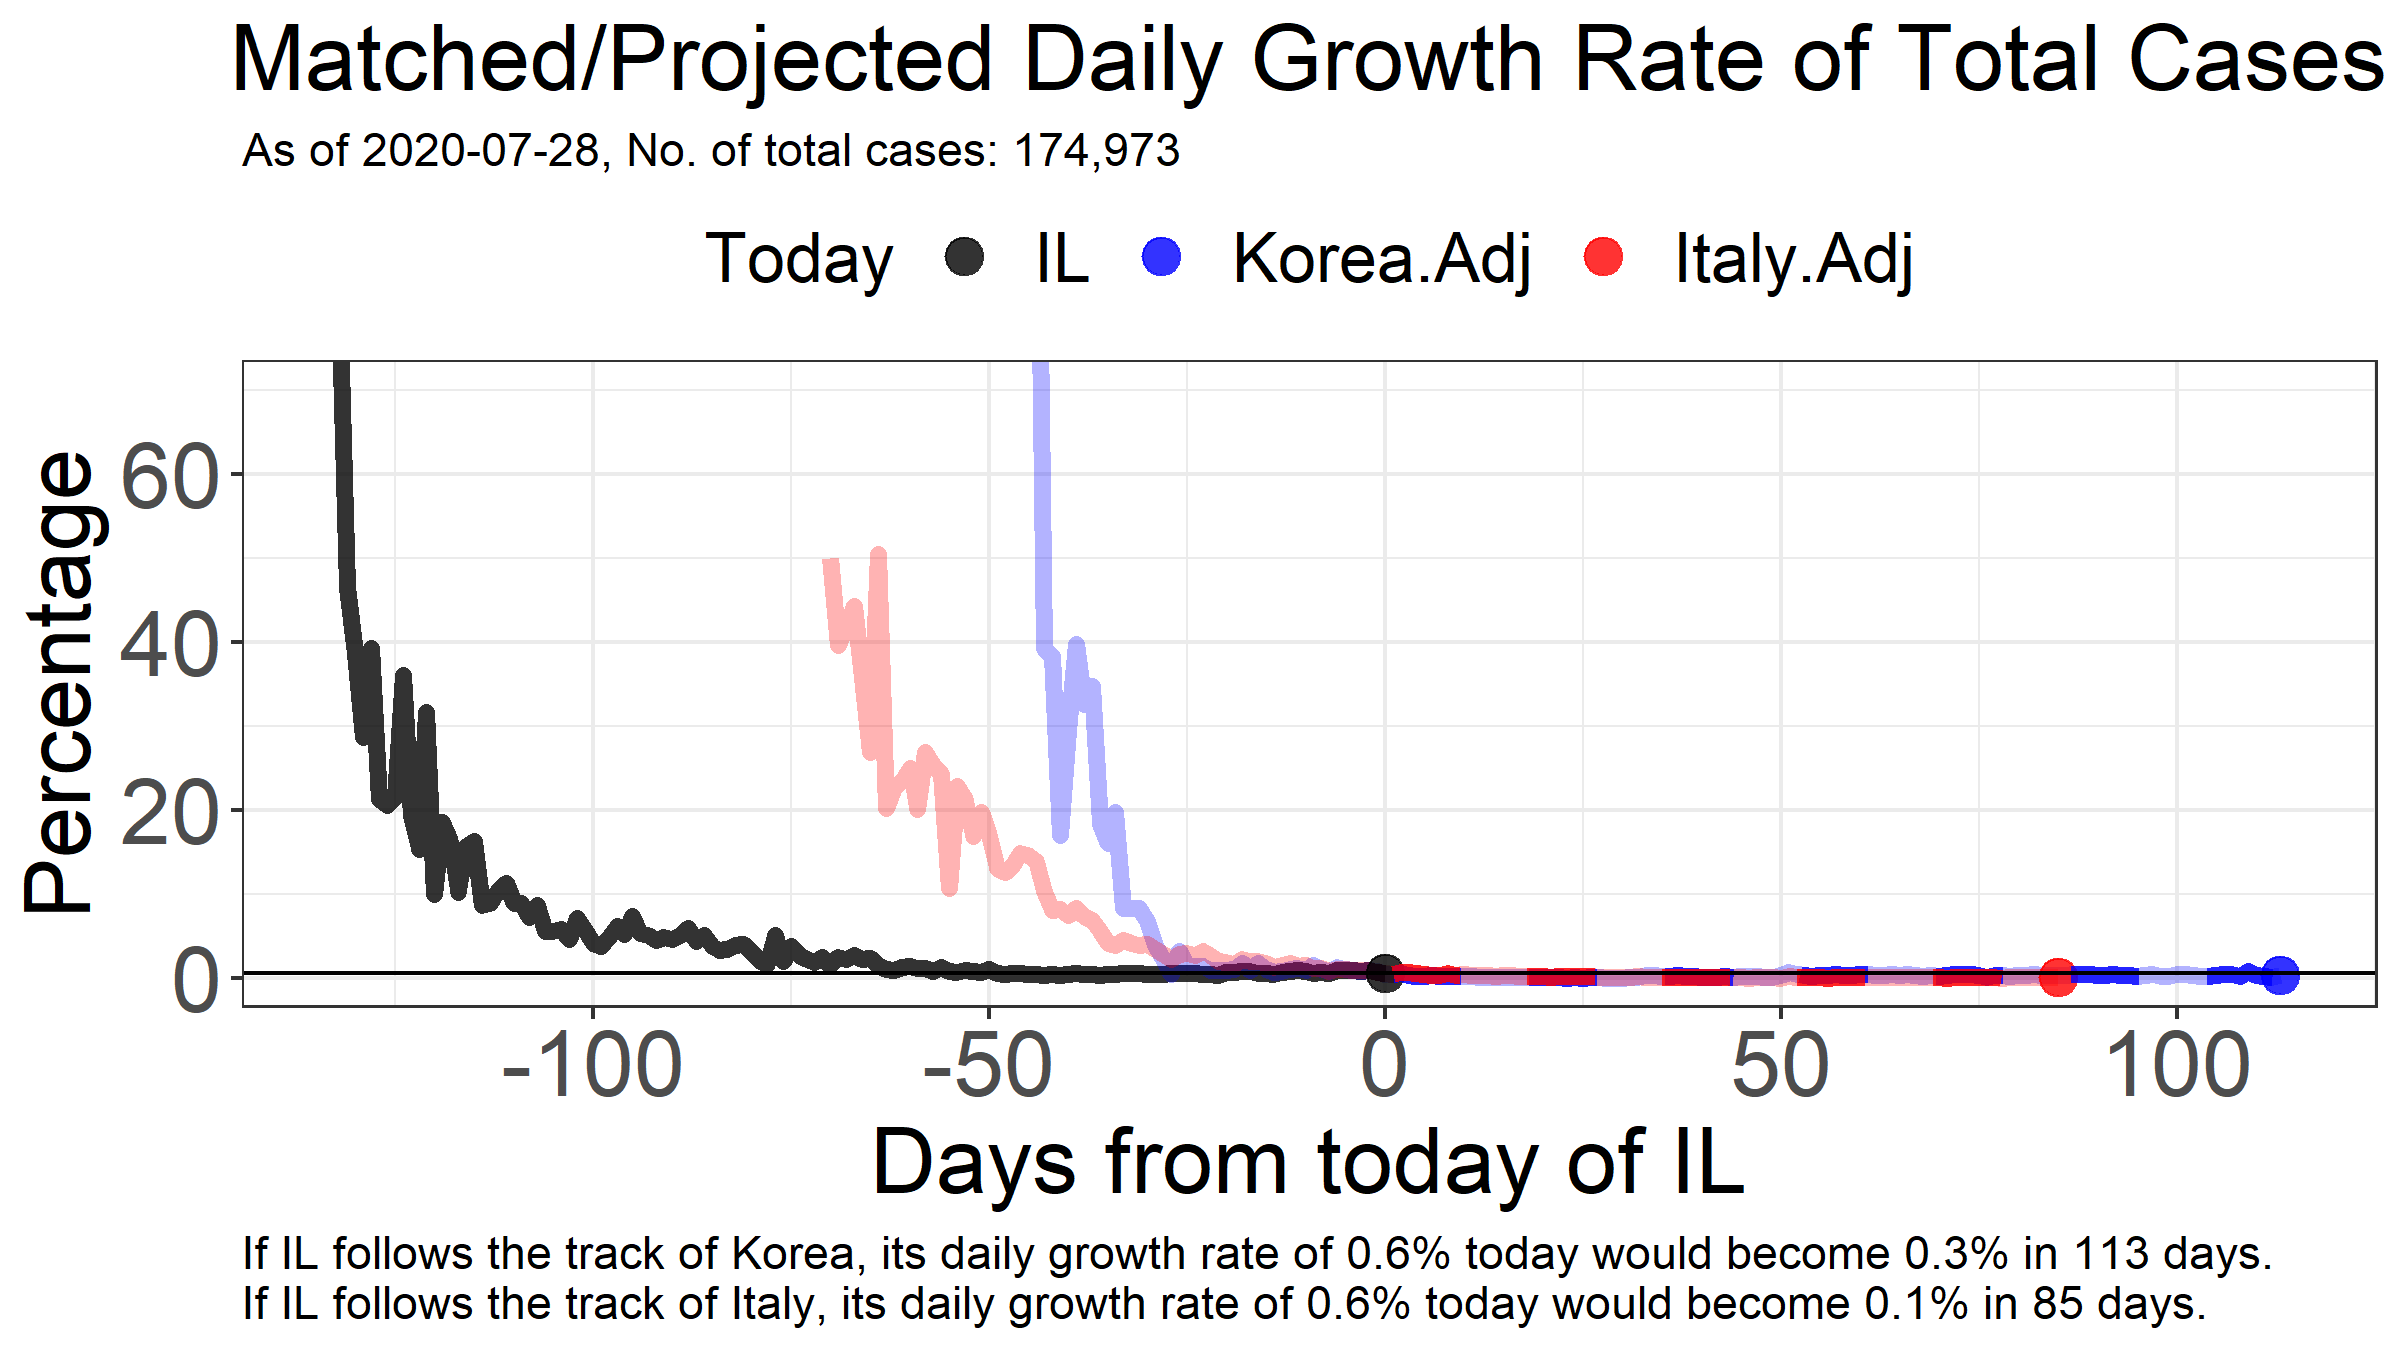 Matched/Projected Daily Growth Rate of Total Cases
As of 2020-07-28, No. of total cases: 174,973
Today IL Korea.Adj Italy.Adj
Percentage
60
40
20
0
-100 -50 0 50 100
Days from today of IL
If IL follows the track of Korea, its daily growth rate of 0.6% today would become 0.3% in 113 days.
If IL follows the track of Italy, its daily growth rate of 0.6% today would become 0.1% in 85 days.